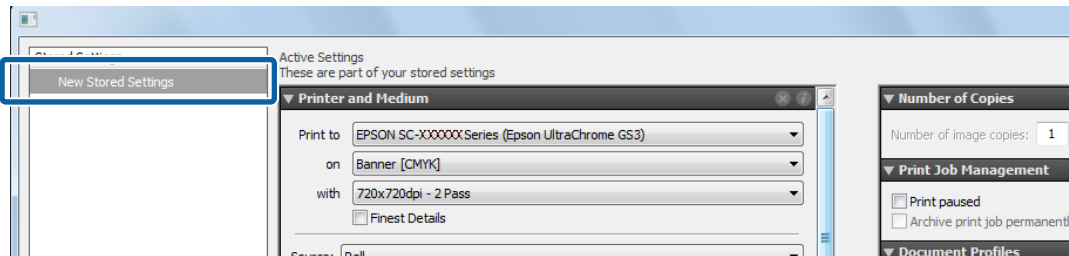 Stored Settings
New Stored Settings
Active Settings
These are part of your stored settings
Printer and Medium
Print to EPSON SC-XXXXXX Series (Epson UltraChrome GS3)
on Banner [CMYK]
with 720x720dpi - 2 Pass
Finest Details
Source: Roll
Number of Copies
Number of image copies: 1
Print Job Management
Print paused
Archive print job permanentl
Document Profiles